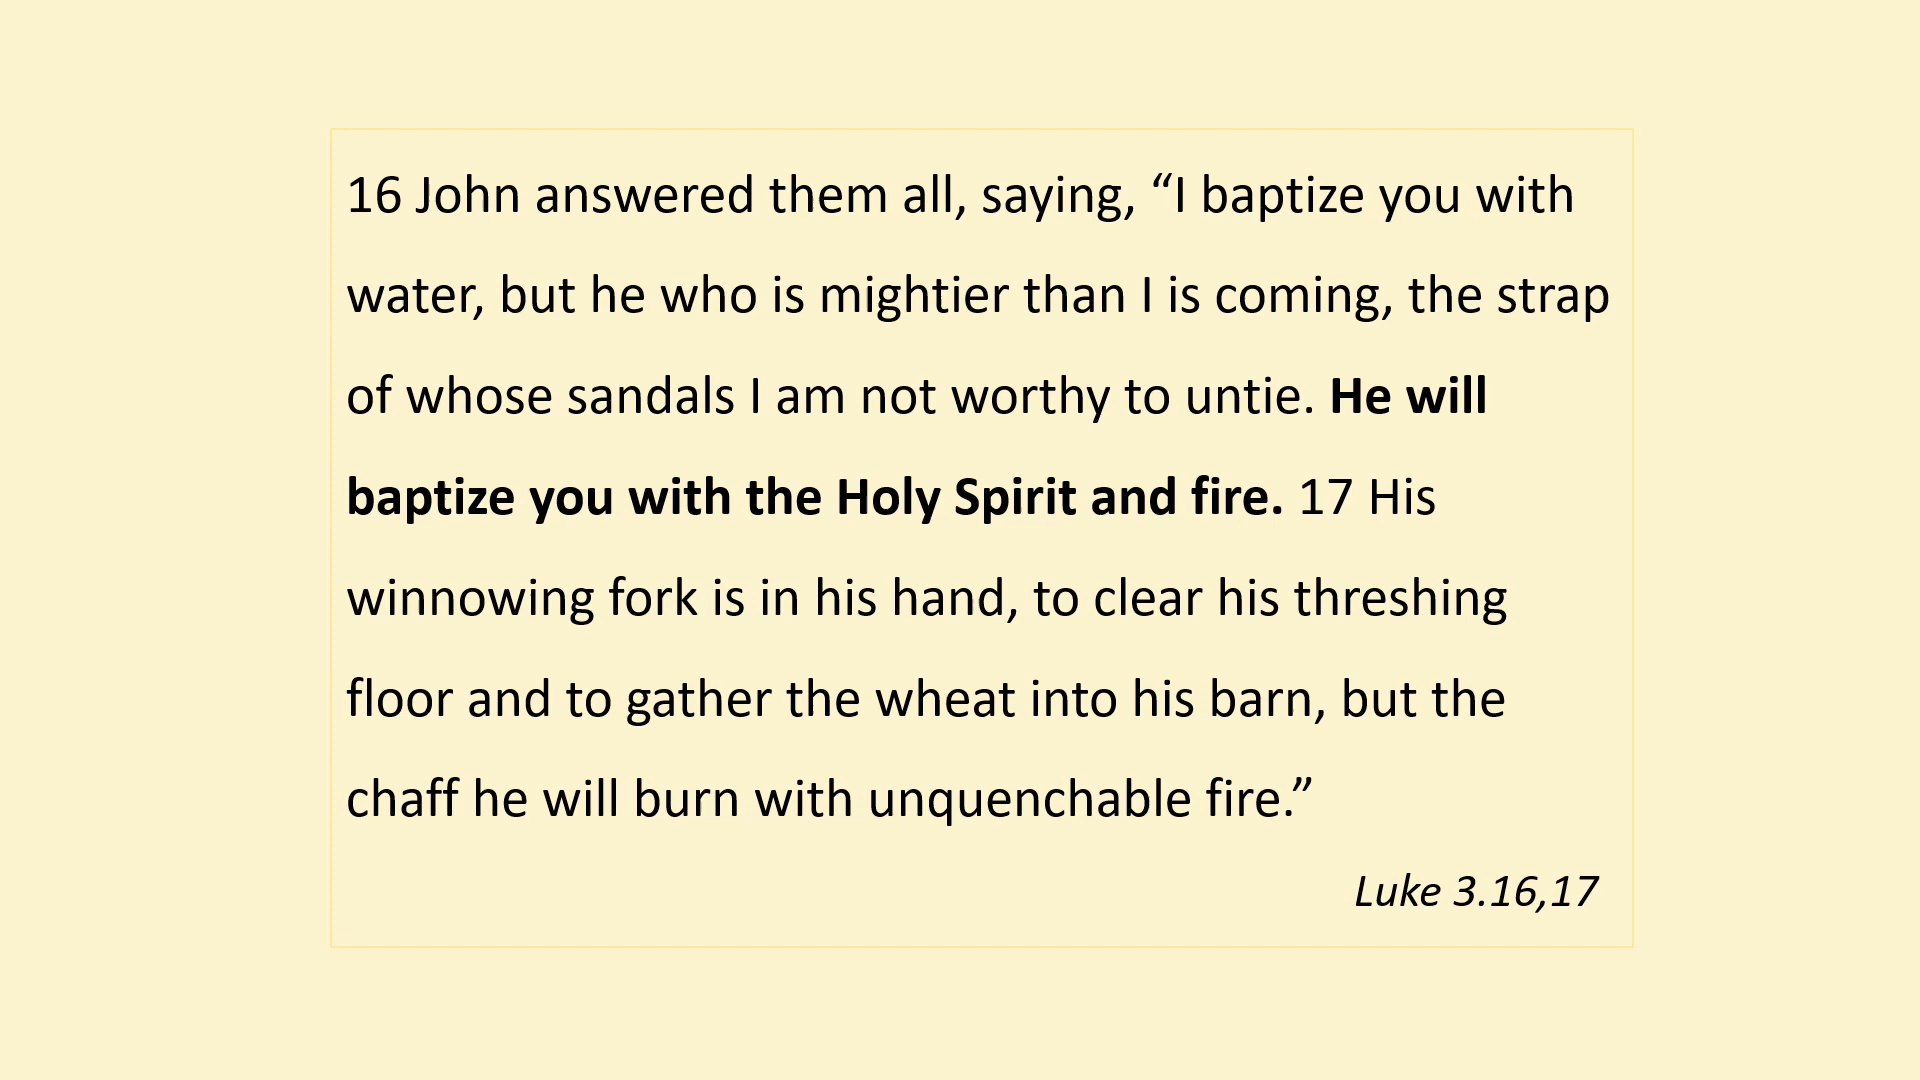 16 John answered them all, saying, “I baptize you with
water, but he who is mightier than I is coming, the strap
of whose sandals I am not worthy to untie. He will
baptize you with the Holy Spirit and fire. 17 His
winnowing fork is in his hand, to clear his threshing
floor and to gather the wheat into his barn, but the
chaff he will burn with unquenchable fire.”
Luke 3.16,17